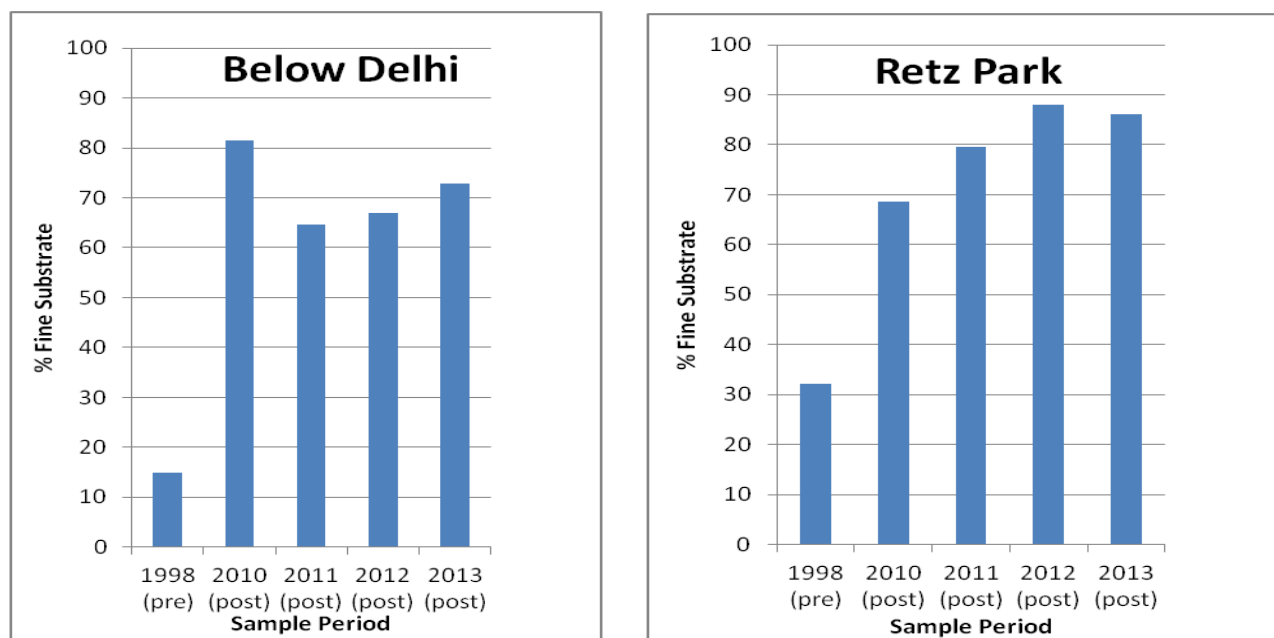 Below Delhi
% Fine Substrate
100
90
80
70
60
50
40
30
20
10
0
1998 2010 2011 2012 2013
(pre) (post) (post) (post) (post)
Sample Period
Retz Park
% Fine Substrate
100
90
80
70
60
50
40
30
20
10
0
1998 2010 2011 2012 2013
(pre) (post) (post) (post) (post)
Sample Period